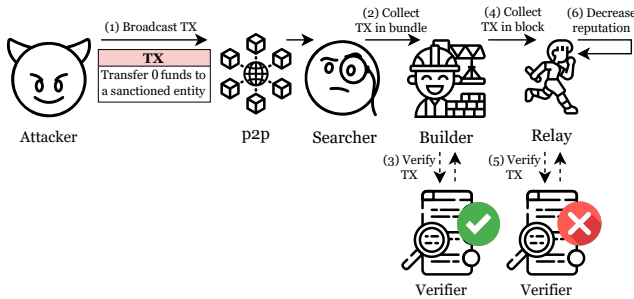 (1) Broadcast TX
TX
Transfer 0 funds to
a sanctioned entity
Attacker
p2p
Searcher
(2) Collect
TX in bundle
Builder
(4) Collect
TX in block
Relay
(6) Decrease
reputation
(3) Verify
TX
Verifier
(5) Verify
TX
Verifier